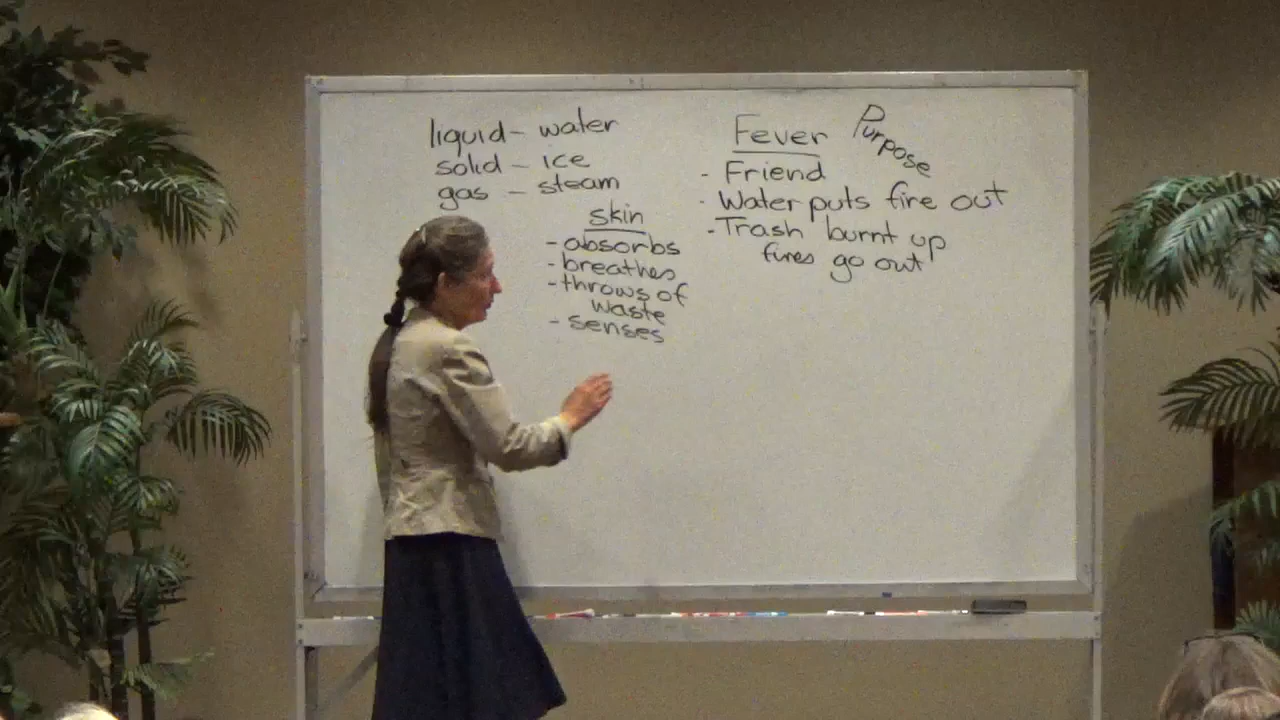 liquid - water
solid - ice
gas - steam
skin
- absorbs
- breathes
- throws of
waste
- senses
Fever
Purpose
- Friend
- Water puts fire out
- Trash burnt up
fires go out